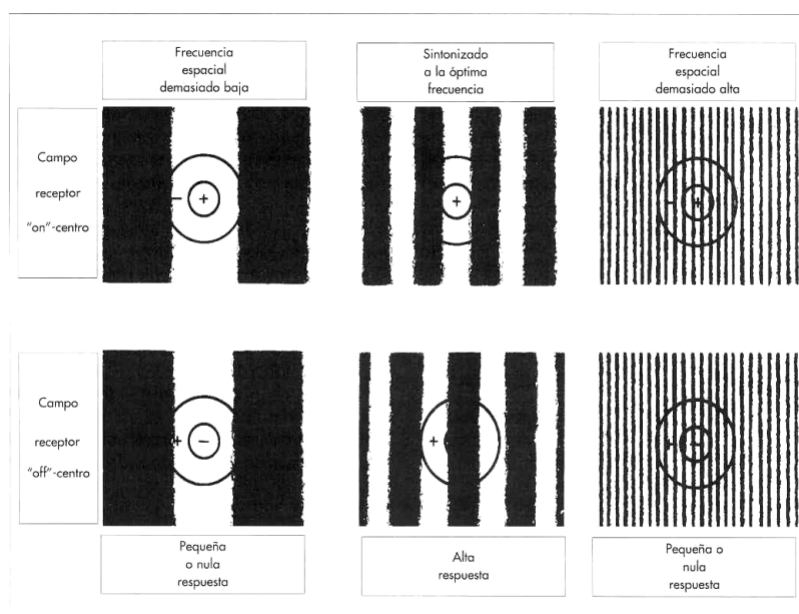 Frecuencia
espacial
demasiado baja
Sintonizado
a la óptima
frecuencia
Frecuencia
espacial
demasiado alta
Campo
receptor
"on"-centro
Campo
receptor
"off"-centro
Pequeña
o nula
respuesta
Alta
respuesta
Pequeña o
nula
respuesta